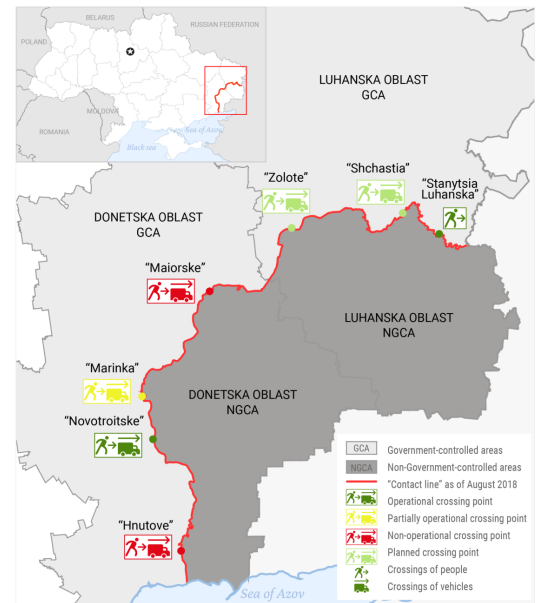 BELARUS
RUSSIAN FEDERATION
POLAND
MOLDOVA
ROMANIA
Sea of Azov
Black sea
LUHANSKA OBLAST
GCA
"Zolote"
"Shchastia"
"Stanytsia
Luhanska"
DONETSKA OBLAST
GCA
"Maiorske"
LUHANSKA OBLAST
NGCA
"Marinka"
DONETSKA OBLAST
NGCA
"Novotroitske"
"Hnutove"
Sea of Azov
GCA Government-controlled areas
NGCA Non-Government-controlled areas
"Contact line" as of August 2018
Operational crossing point
Partially operational crossing point
Non-operational crossing point
Planned crossing point
Crossings of people
Crossings of vehicles